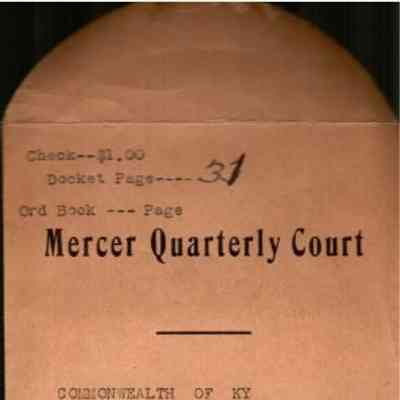 Check--$1.00
Docket Page---- 31
Ord Book --- Page
Mercer Quarterly Court
COMMONWEALTH OF KY